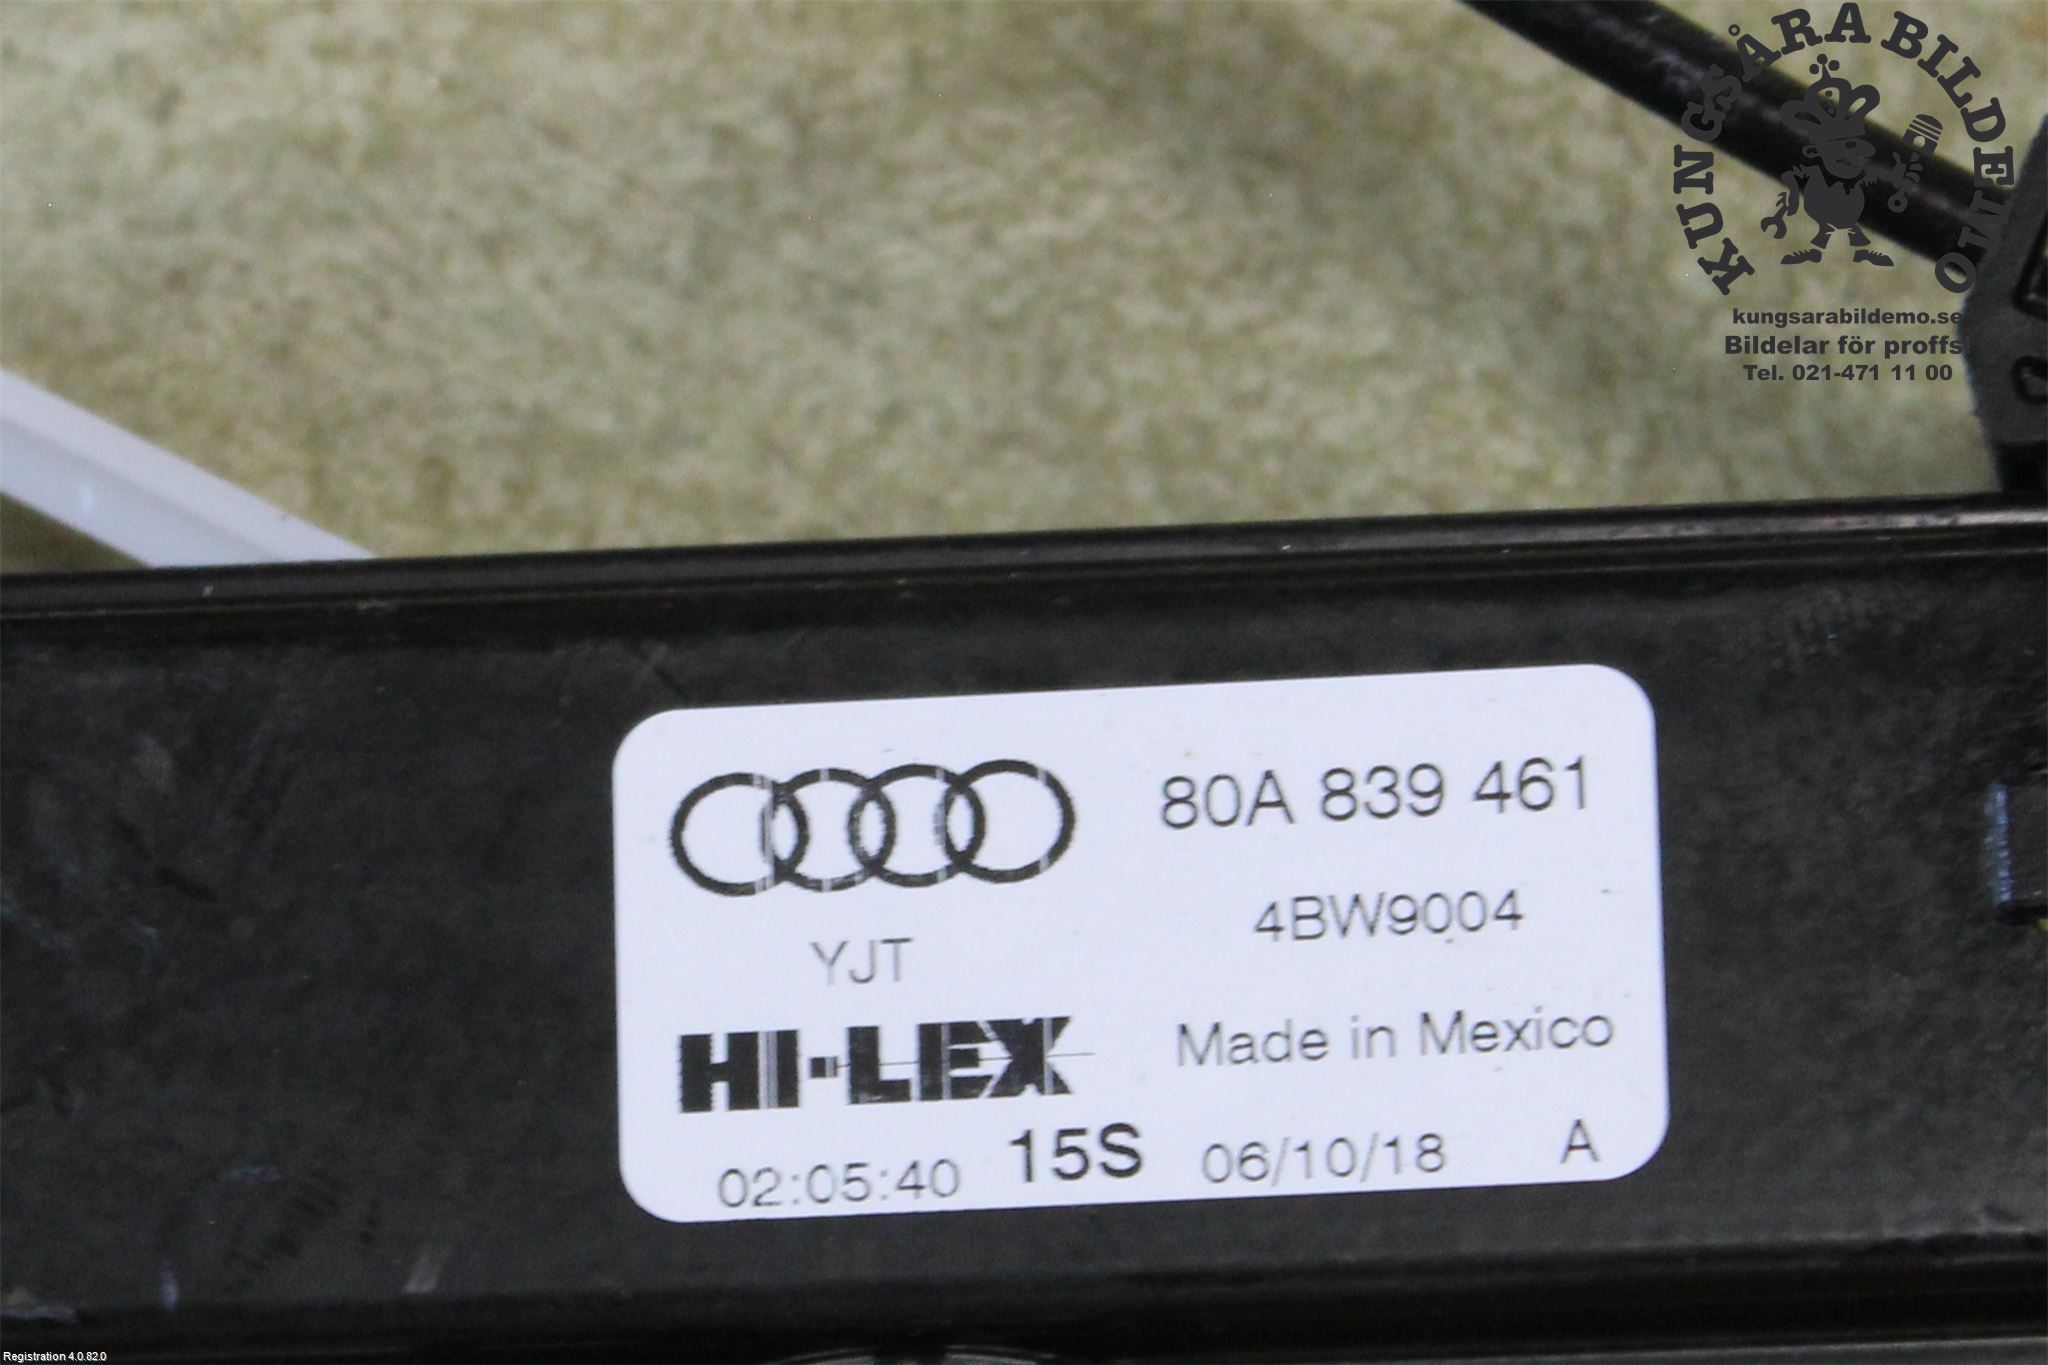 KUNGSÅRA BILDEMO
kungsarabildemo.se
Bildelar för proffs
Tel. 021-471 11 00
80A 839 461
4BW9004
YJT
HI-LEX
Made in Mexico
02:05:40 15S 06/10/18 A
Registration 4.0.82.0